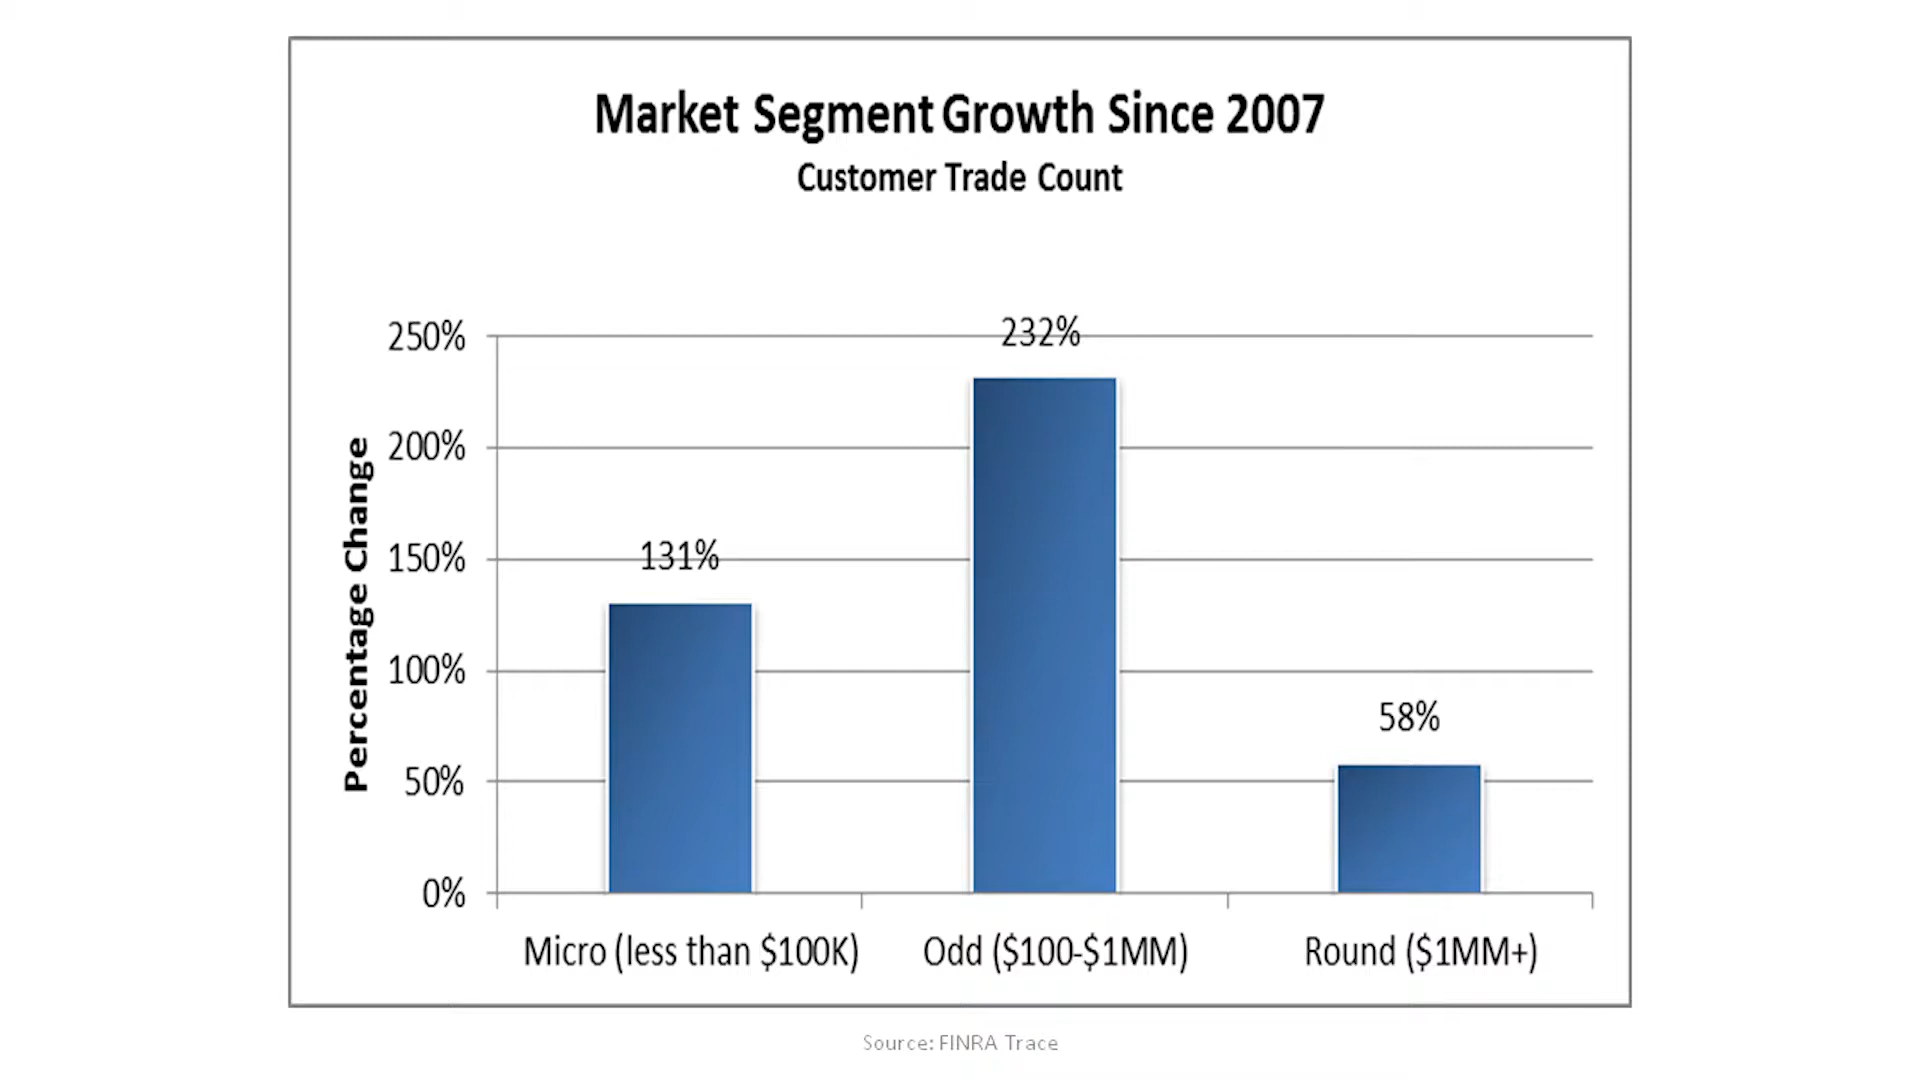 Market Segment Growth Since 2007
Customer Trade Count
Percentage Change
250%
200%
150%
100%
50%
0%
131%
232%
58%
Micro (less than $100K)
Odd ($100-$1MM)
Round ($1MM+)
Source: FINRA Trace